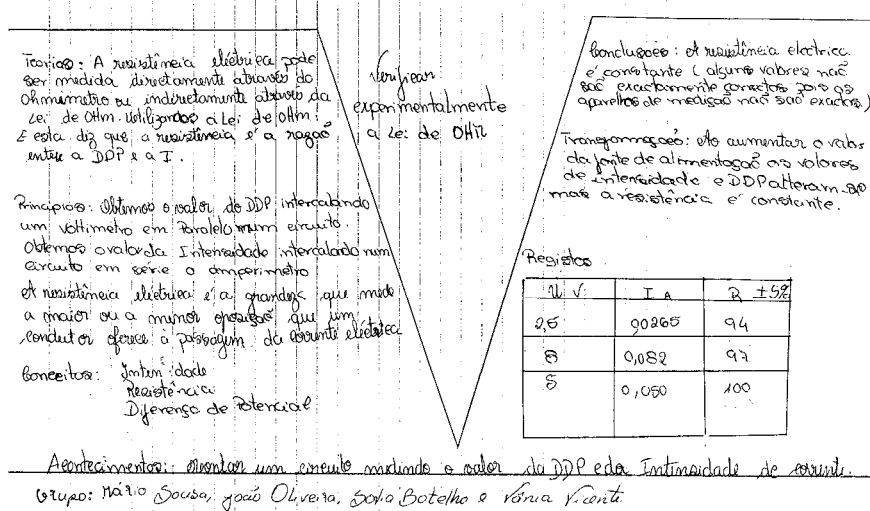 Teorias: A resistência eléctrica pode
ser medida directamente através do
Ohmimetro ou indirectamente através da
Lei de Ohm. Utilizando a Lei de Ohm!
E esta diz que a resistência é a razão
entre a DDP e a I.
Princípios: Obtemos o valor do DDP intercalando
um voltimetro em Paralelo num circuito.
Obtemos o valor da Intensidade intercalado num
circuito em série o amperimetro
A resistência eléctrica é a grandeza que mede
a maior ou a menor oposição que um
condutor oferece à passagem da corrente eléctrica
Conceitos: Intensidade
Resistência
Diferença de Potencial
Verificar
experimentalmente
a Lei de OHM
Conclusões: A resistência electrica
é constante (alguns valores não
são exactamente correctos pois os
aparelhos de medição não são exactos.)
Transformações: Ao aumentar o valor
da fonte de alimentação os valores
de intensidade e DDP alteram-se
mas a resistência é constante.
Registos
U V I A R ±5%
2,5 0,0265 94
8 0,082 97
5 0,050 100
Acontecimentos: Montar um circuito medindo o valor da DDP e da Intensidade de corrente.
Grupo: Mário Sousa, João Oliveira, Sofia Botelho e Vânia Vicente